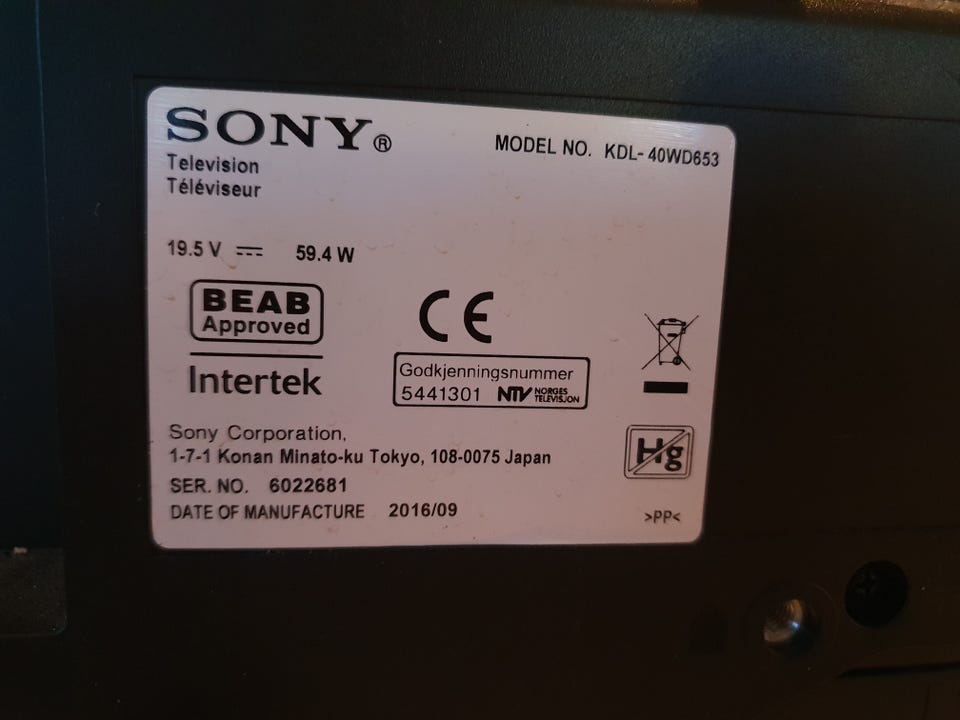 SONY®
MODEL NO. KDL-40WD653
Television
Téléviseur
19.5 V 59.4 W
BEAB
Approved
Intertek
CE
Godkjenningsnummer
5441301 NTV NORGES
TELEVISJON
Hg
Sony Corporation,
1-7-1 Konan Minato-ku Tokyo, 108-0075 Japan
SER. NO. 6022681
DATE OF MANUFACTURE 2016/09
>PP<